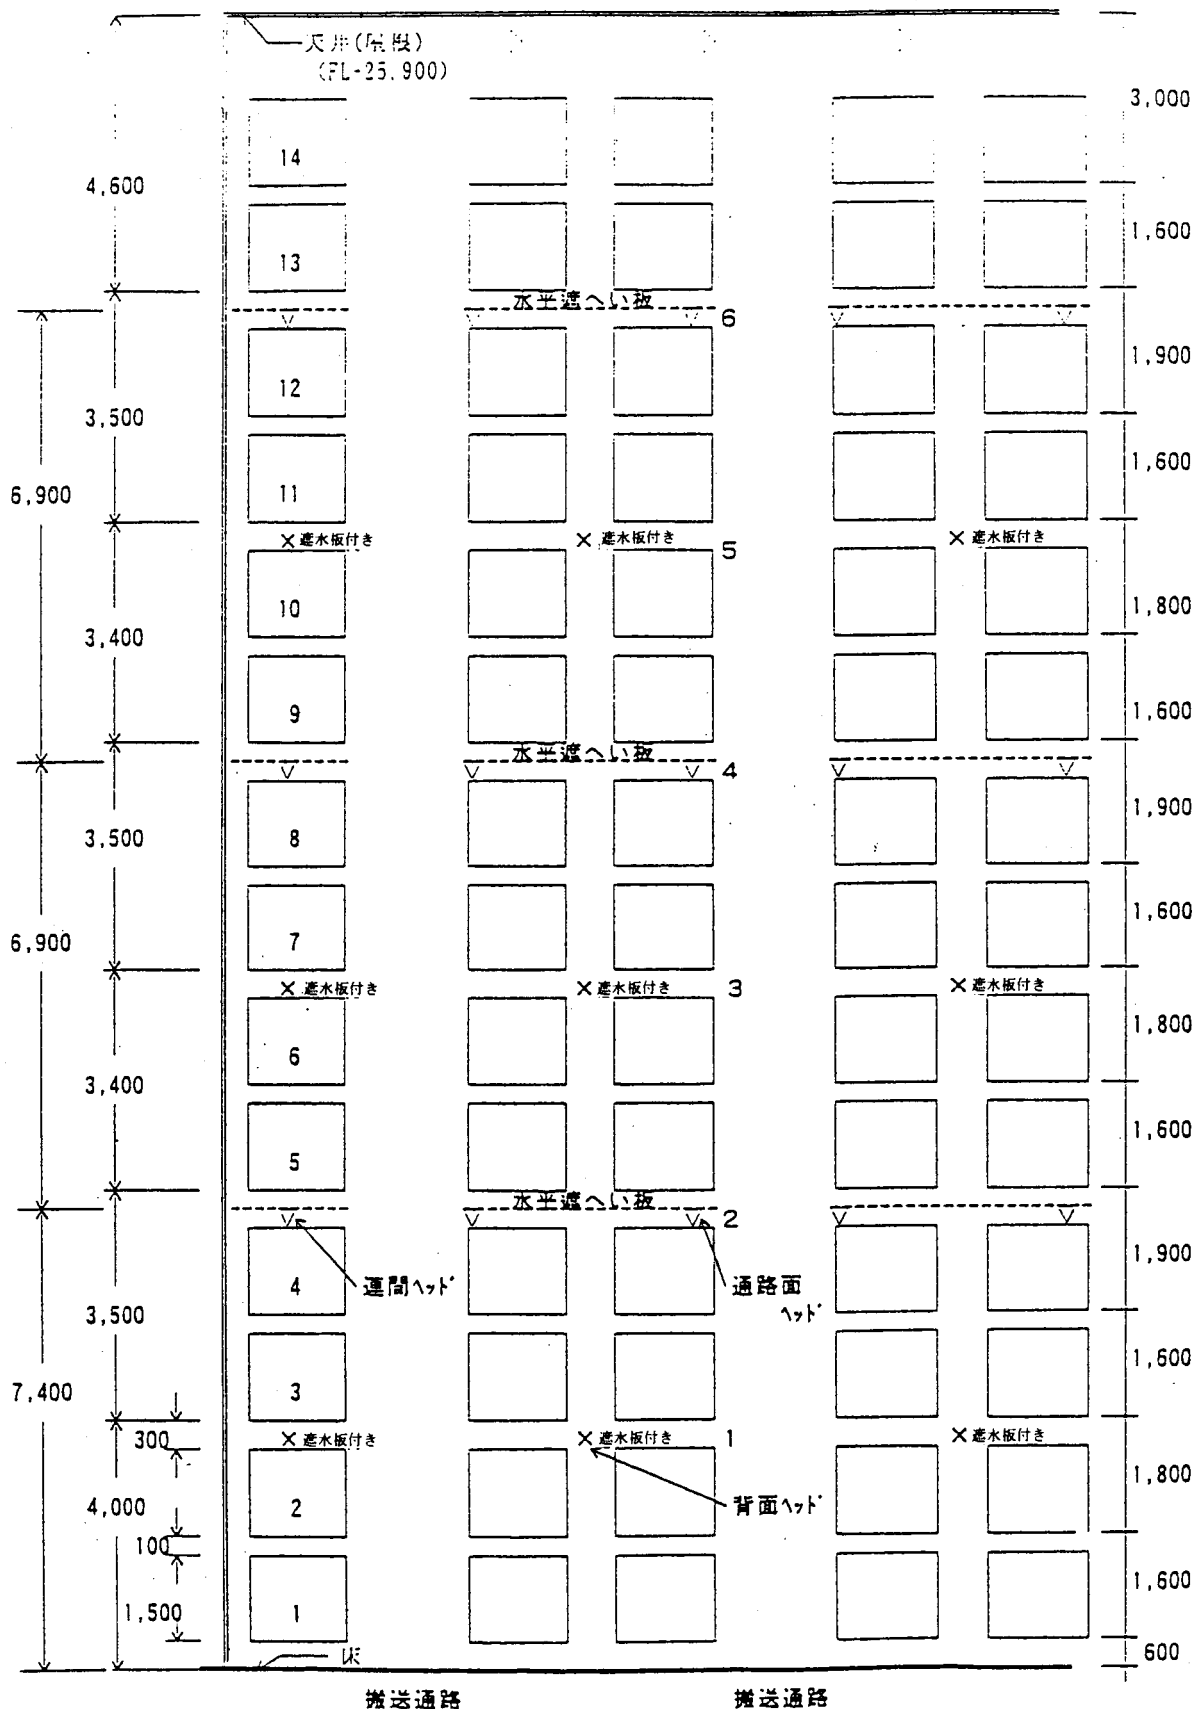 天井(屋根)
(FL-25.900)
3,000
14
4,600
13
1,600
水平遮へい板
6
1,900
12
3,500
1,600
11
6,900
×遮水板付き
×遮水板付き
×遮水板付き
5
10
1,800
3,400
9
1,600
水平遮へい板
4
1,900
8
3,500
1,600
7
6,900
×遮水板付き
×遮水板付き
3
×遮水板付き
6
1,800
3,400
5
1,600
水平遮へい板
2
1,900
4
連間ヘッド
通路面
ヘッド
3,500
1,600
3
7,400
300
×遮水板付き
×遮水板付き
1
×遮水板付き
4,000
2
背面ヘッド
1,800
100
1,500
1
1,600
床
600
搬送通路
搬送通路